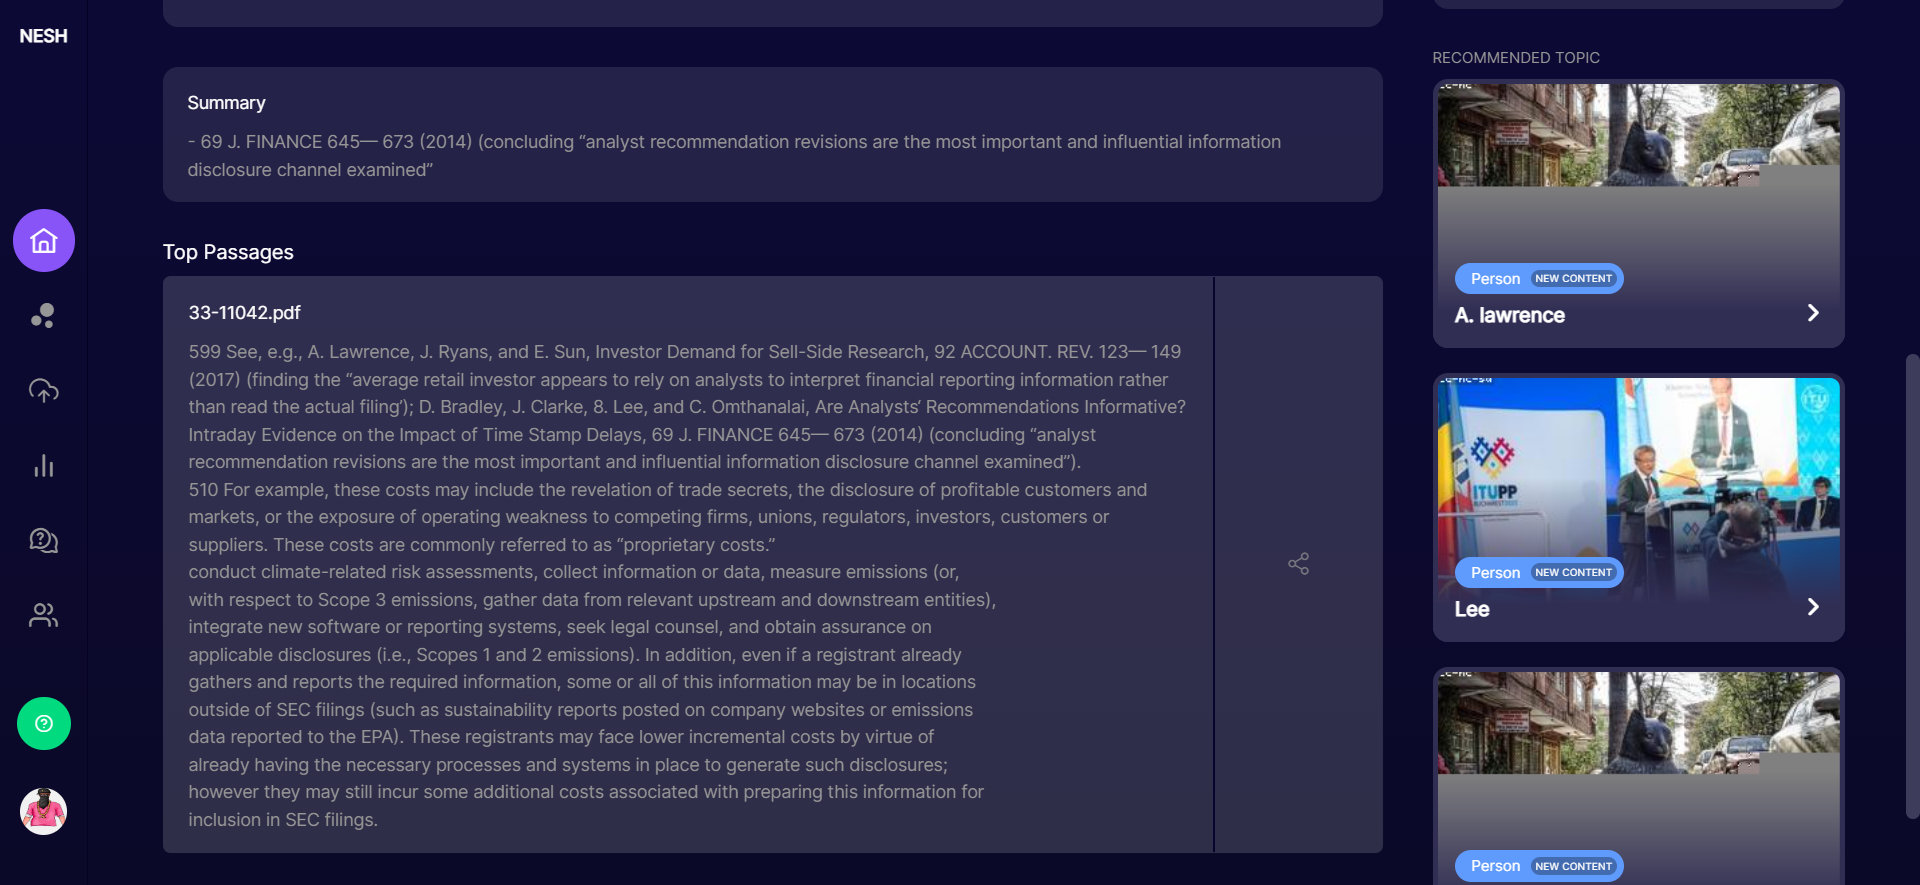 NESH
Summary
- 69 J. FINANCE 645— 673 (2014) (concluding “analyst recommendation revisions are the most important and influential information
disclosure channel examined”
Top Passages
33-11042.pdf
599 See, e.g., A. Lawrence, J. Ryans, and E. Sun, Investor Demand for Sell-Side Research, 92 ACCOUNT. REV. 123— 149
(2017) (finding the “average retail investor appears to rely on analysts to interpret financial reporting information rather
than read the actual filing’); D. Bradley, J. Clarke, 8. Lee, and C. Omthanalai, Are Analysts‘ Recommendations Informative?
Intraday Evidence on the Impact of Time Stamp Delays, 69 J. FINANCE 645— 673 (2014) (concluding “analyst
recommendation revisions are the most important and influential information disclosure channel examined”).
510 For example, these costs may include the revelation of trade secrets, the disclosure of profitable customers and
markets, or the exposure of operating weakness to competing firms, unions, regulators, investors, customers or
suppliers. These costs are commonly referred to as “proprietary costs.”
conduct climate-related risk assessments, collect information or data, measure emissions (or,
with respect to Scope 3 emissions, gather data from relevant upstream and downstream entities),
integrate new software or reporting systems, seek legal counsel, and obtain assurance on
applicable disclosures (i.e., Scopes 1 and 2 emissions). In addition, even if a registrant already
gathers and reports the required information, some or all of this information may be in locations
outside of SEC filings (such as sustainability reports posted on company websites or emissions
data reported to the EPA). These registrants may face lower incremental costs by virtue of
already having the necessary processes and systems in place to generate such disclosures;
however they may still incur some additional costs associated with preparing this information for
inclusion in SEC filings.
RECOMMENDED TOPIC
Person NEW CONTENT
A. lawrence
ITUPP
ITU
Person NEW CONTENT
Lee
Person NEW CONTENT